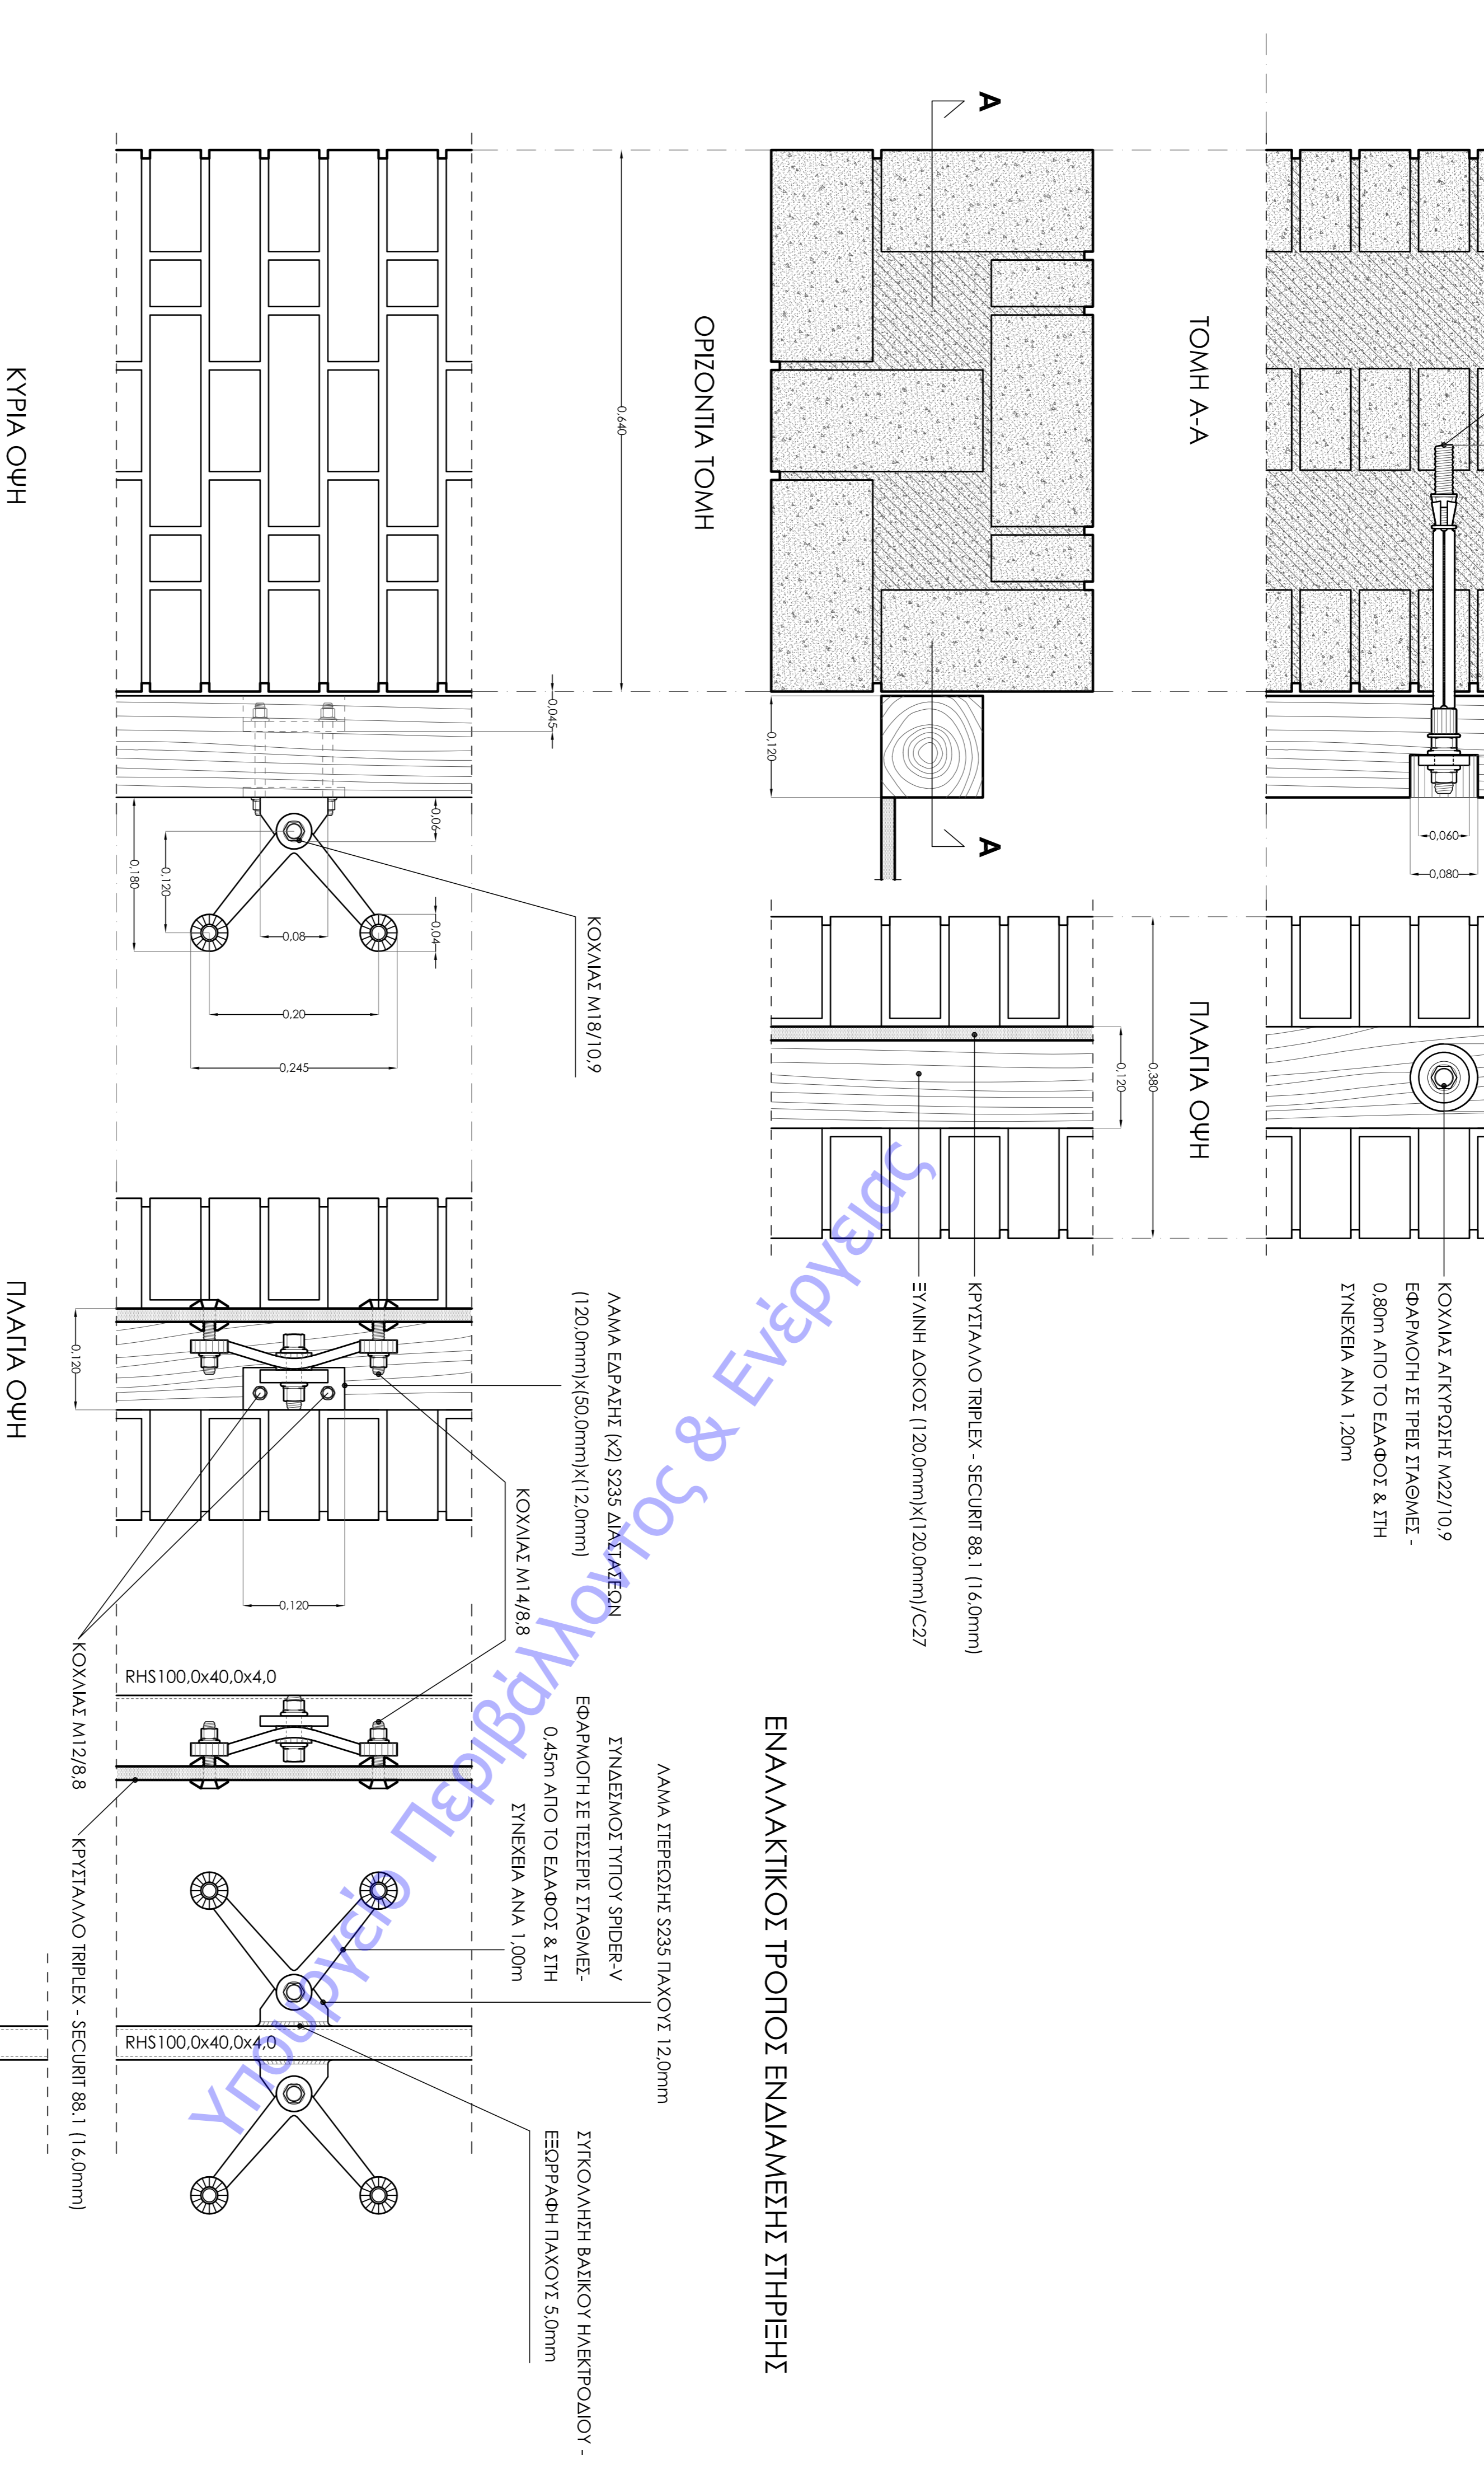 ΤΟΜΗ Α-Α
ΠΛΑΓΙΑ ΟΨΗ
0,060
0,080
ΚΟΧΛΙΑΣ ΑΓΚΥΡΩΣΗΣ Μ22/10,9
ΕΦΑΡΜΟΓΗ ΣΕ ΤΡΕΙΣ ΣΤΑΘΜΕΣ -
0,80m ΑΠΟ ΤΟ ΕΔΑΦΟΣ & ΣΤΗ
ΣΥΝΕΧΕΙΑ ΑΝΑ 1,20m
A
A
0,380
0,120
0,120
ΚΡΥΣΤΑΛΛΟ TRIPLEX - SECURIT 88.1 (16,0mm)
ΞΥΛΙΝΗ ΔΟΚΟΣ (120,0mm)x(120,0mm)/C27
ΟΡΙΖΟΝΤΙΑ ΤΟΜΗ
0,640
0,045
ΕΝΑΛΛΑΚΤΙΚΟΣ ΤΡΟΠΟΣ ΕΝΔΙΑΜΕΣΗΣ ΣΤΗΡΙΞΗΣ
ΚΟΧΛΙΑΣ Μ18/10,9
ΛΑΜΑ ΕΔΡΑΣΗΣ (x2) S235 ΔΙΑΣΤΑΣΕΩΝ
(120,0mm)x(50,0mm)x(12,0mm)
ΚΟΧΛΙΑΣ Μ14/8,8
ΛΑΜΑ ΣΤΕΡΕΩΣΗΣ S235 ΠΑΧΟΥΣ 12,0mm
ΣΥΝΔΕΣΜΟΣ ΤΥΠΟΥ SPIDER-V
ΕΦΑΡΜΟΓΗ ΣΕ ΤΕΣΣΕΡΙΣ ΣΤΑΘΜΕΣ-
0,45m ΑΠΟ ΤΟ ΕΔΑΦΟΣ & ΣΤΗ
ΣΥΝΕΧΕΙΑ ΑΝΑ 1,00m
ΣΥΓΚΟΛΛΗΣΗ ΒΑΣΙΚΟΥ ΗΛΕΚΤΡΟΔΙΟΥ -
ΕΞΩΡΡΑΦΗ ΠΑΧΟΥΣ 5,0mm
0,06
0,04
0,08
0,120
0,180
0,20
0,245
0,120
0,120
RHS100,0x40,0x4,0
RHS100,0x40,0x4,0
ΚΟΧΛΙΑΣ Μ12/8,8
ΚΡΥΣΤΑΛΛΟ TRIPLEX - SECURIT 88.1 (16,0mm)
ΚΥΡΙΑ ΟΨΗ
ΠΛΑΓΙΑ ΟΨΗ
Υπουργείο Περιβάλλοντος & Ενέργειας